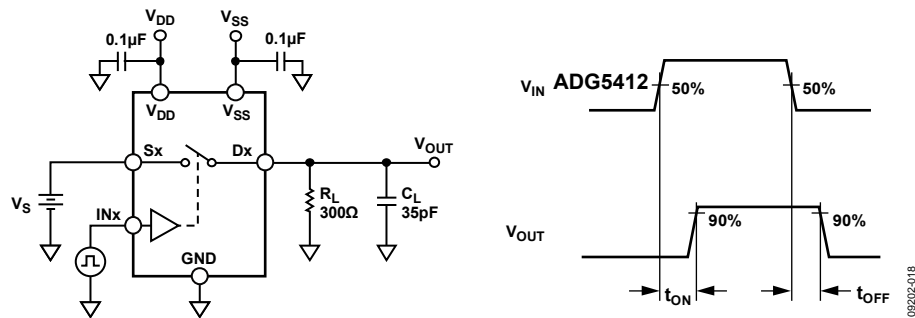 VDD
VSS
0.1µF
0.1µF
VDD
VSS
Sx
Dx
VOUT
VS
INx
RL
300Ω
CL
35pF
GND
VIN ADG5412
50%
50%
VOUT
90%
90%
tON
tOFF
09202-018